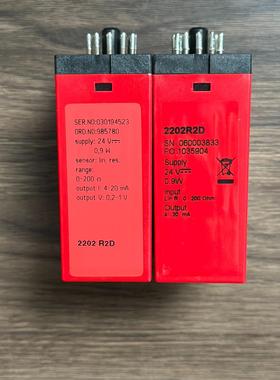 SER.NO:030194523
ORD.NO:985780
supply: 24 V⎓
0,9 W
sensor: lin. res.
range:
0-200 Ω
output I: 4-20 mA
output V: 0,2-1 V
2202 R2D
2202R2D
SN. 060003833
P.O: 1035904
Supply
24 V⎓
0.9W
Input
Lin R: 0...200 Ohm
Output
4...20 mA